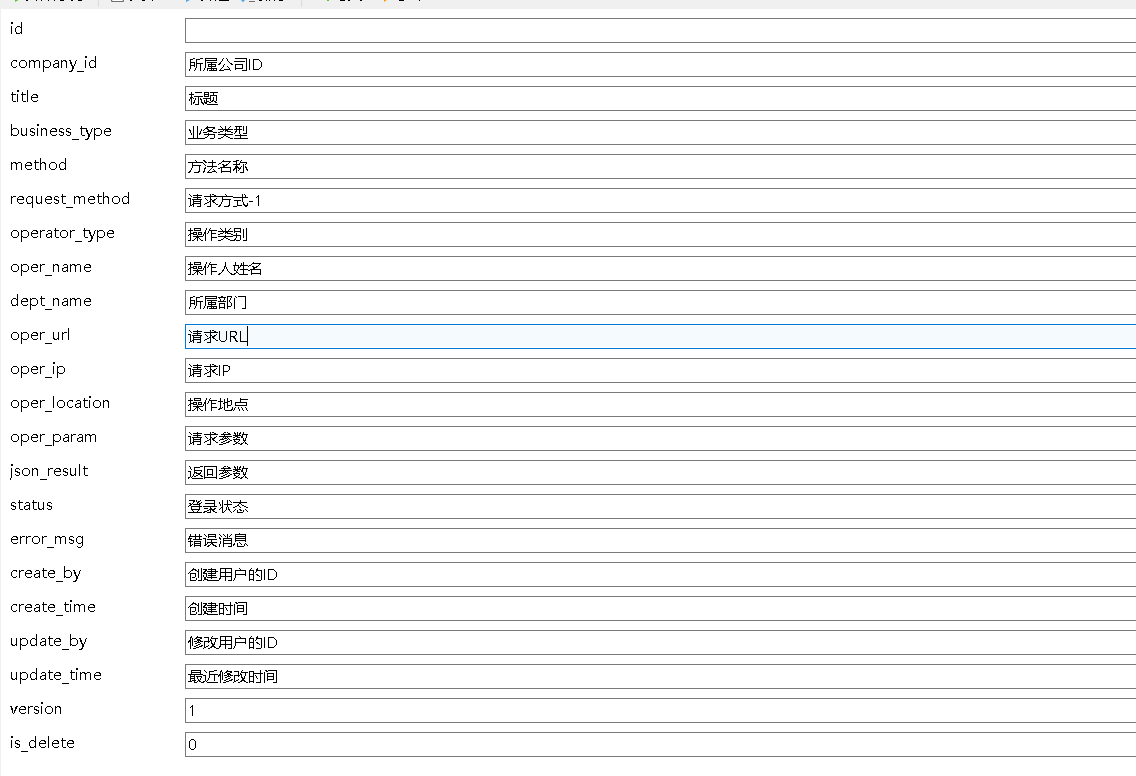 id
company_id 所属公司ID
title 标题
business_type 业务类型
method 方法名称
request_method 请求方式-1
operator_type 操作类别
oper_name 操作人姓名
dept_name 所属部门
oper_url 请求URL
oper_ip 请求IP
oper_location 操作地点
oper_param 请求参数
json_result 返回参数
status 登录状态
error_msg 错误消息
create_by 创建用户的ID
create_time 创建时间
update_by 修改用户的ID
update_time 最近修改时间
version 1
is_delete 0